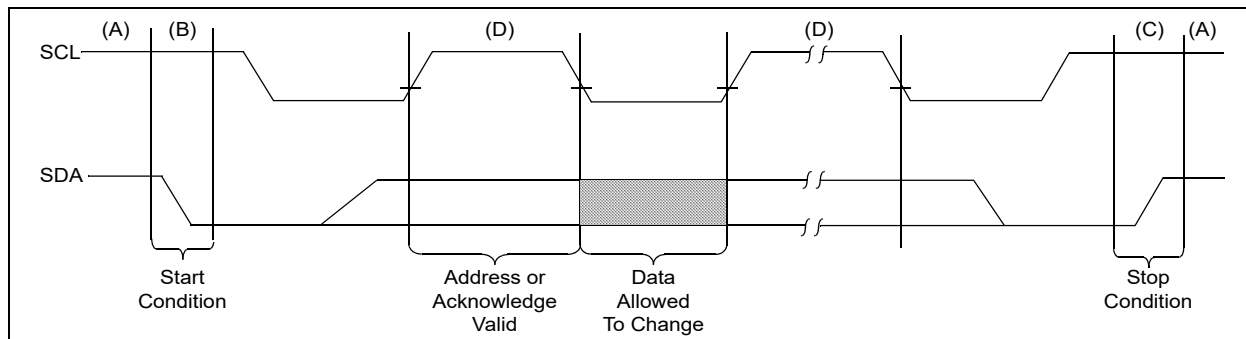 (A) (B) (D) (D) (C) (A)
SCL
SDA
Start
Condition
Address or
Acknowledge
Valid
Data
Allowed
To Change
Stop
Condition